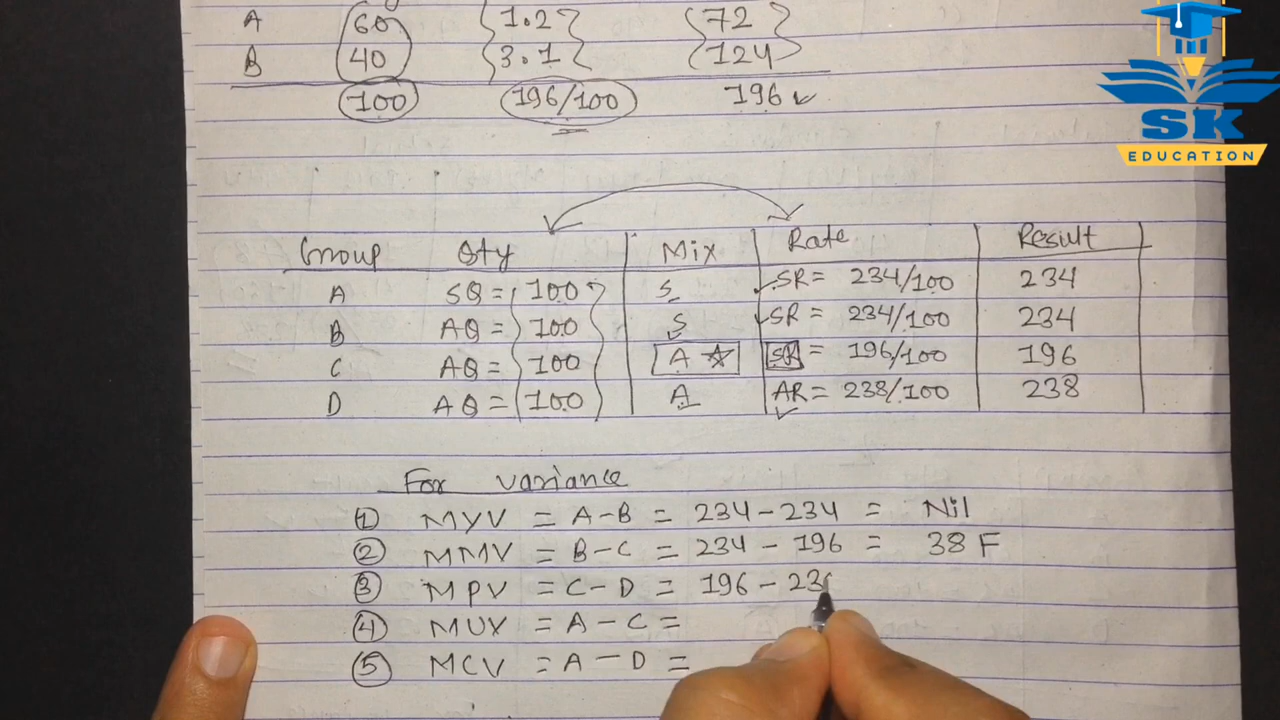 A 60 1.2 72
B 40 3.1 124
100 196/100 196 ✓
SK
EDUCATION
Group Qty Mix Rate Result
A SQ = 100 S SR = 234/100 234
B AQ = 100 S SR = 234/100 234
C AQ = 100 A ☆ SR = 196/100 196
D AQ = 100 A AR = 238/100 238
For variance
① MYV = A-B = 234-234 = Nil
② MMV = B-C = 234-196 = 38 F
③ MPV = C-D = 196-23
④ MUV = A-C =
⑤ MCV = A-D =